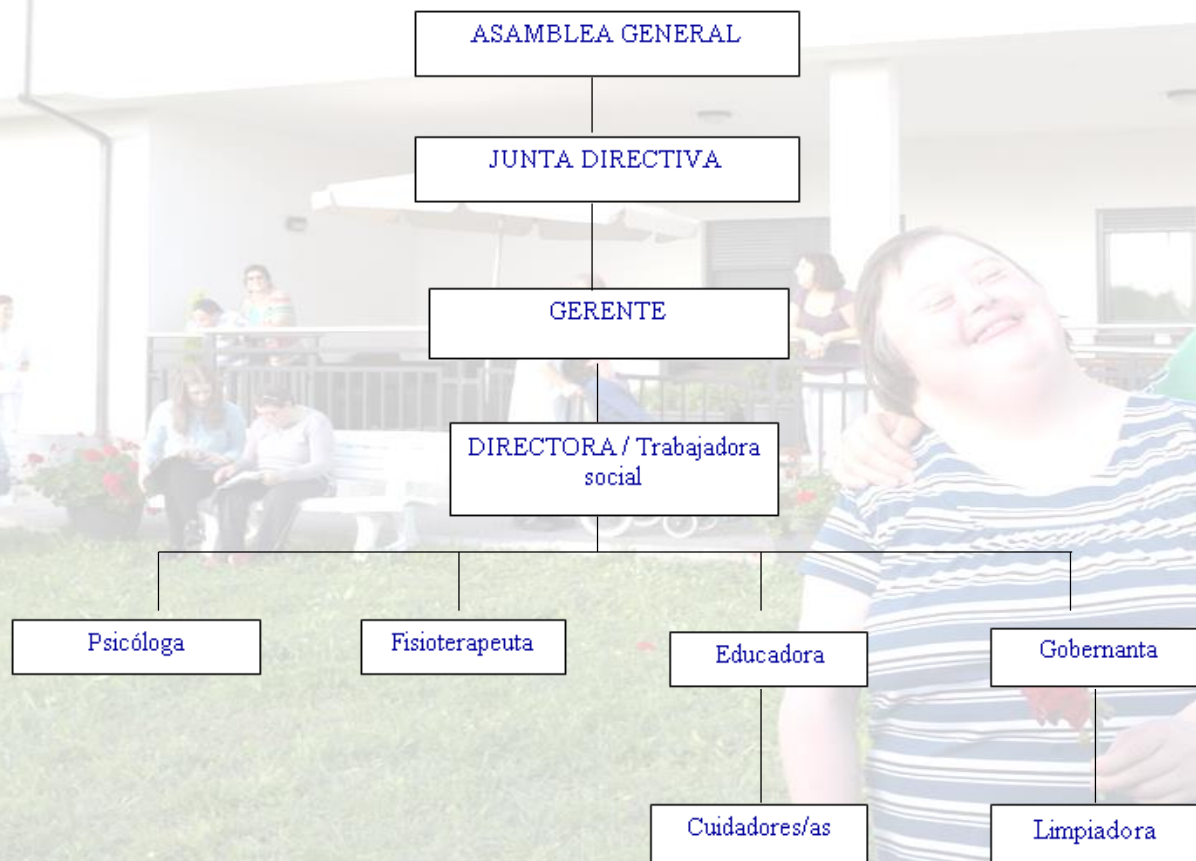 ASAMBLEA GENERAL
JUNTA DIRECTIVA
GERENTE
DIRECTORA / Trabajadora
social
Psicóloga
Fisioterapeuta
Educadora
Gobernanta
Cuidadores/as
Limpiadora